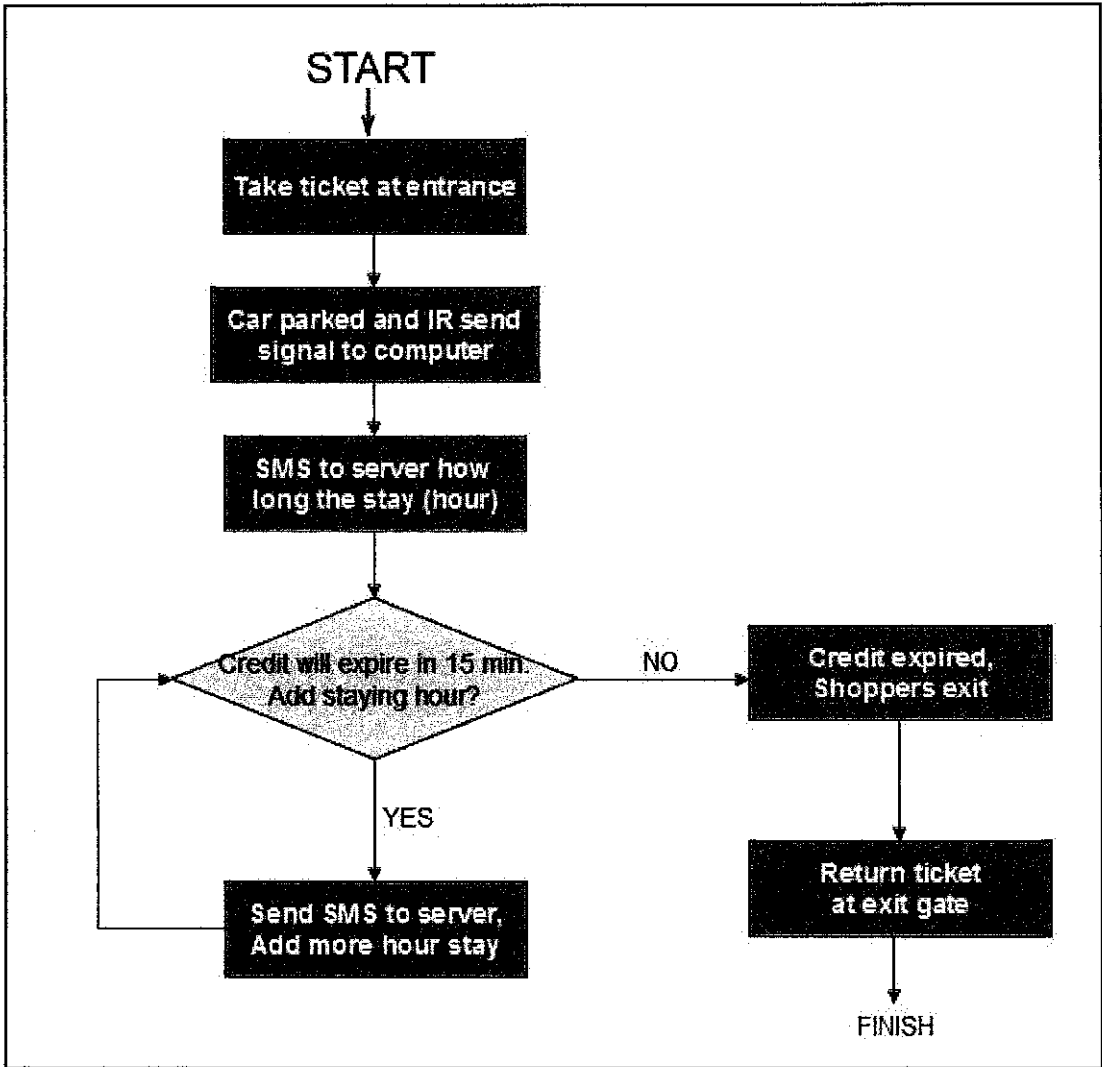 START
Take ticket at entrance
Car parked and IR send
signal to computer
SMS to server how
long the stay (hour)
Credit will expire in 15 min.
Add staying hour?
NO
Credit expired,
Shoppers exit
YES
Send SMS to server,
Add more hour stay
Return ticket
at exit gate
FINISH